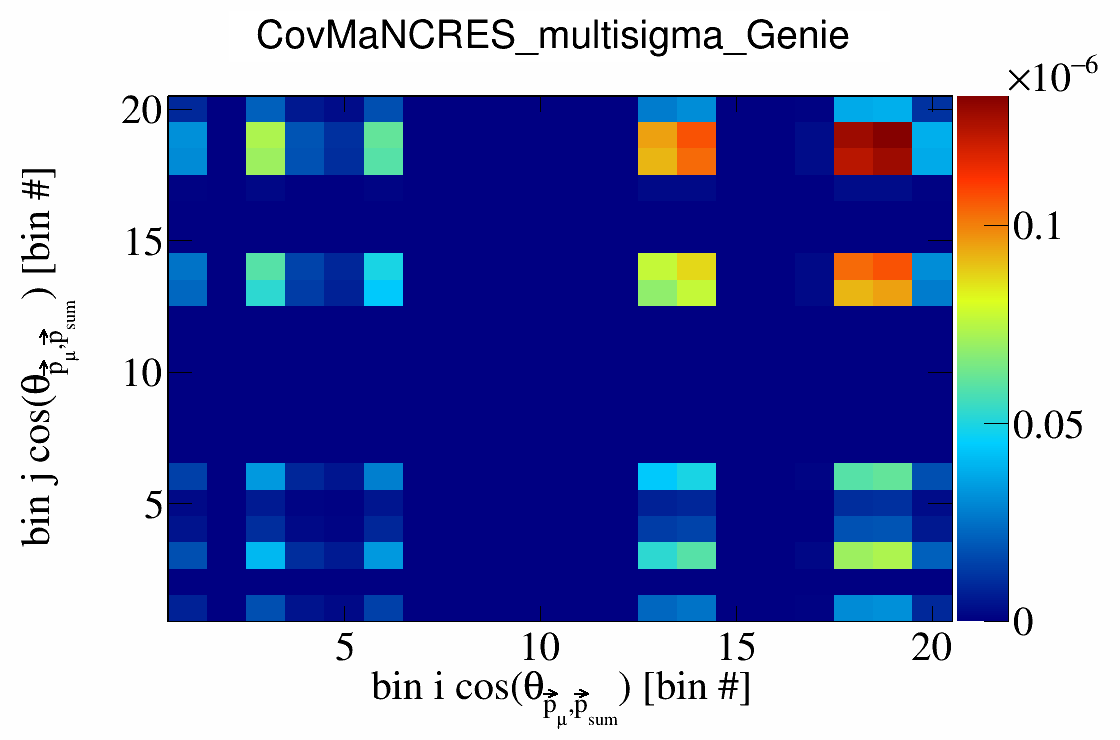 CovMaNCRES_multisigma_Genie
×10⁻⁶
20
15
10
5
0.1
0.05
0
5 10 15 20
bin j cos(θ_{p⃗_μ,p⃗_sum}) [bin #]
bin i cos(θ_{p⃗_μ,p⃗_sum}) [bin #]